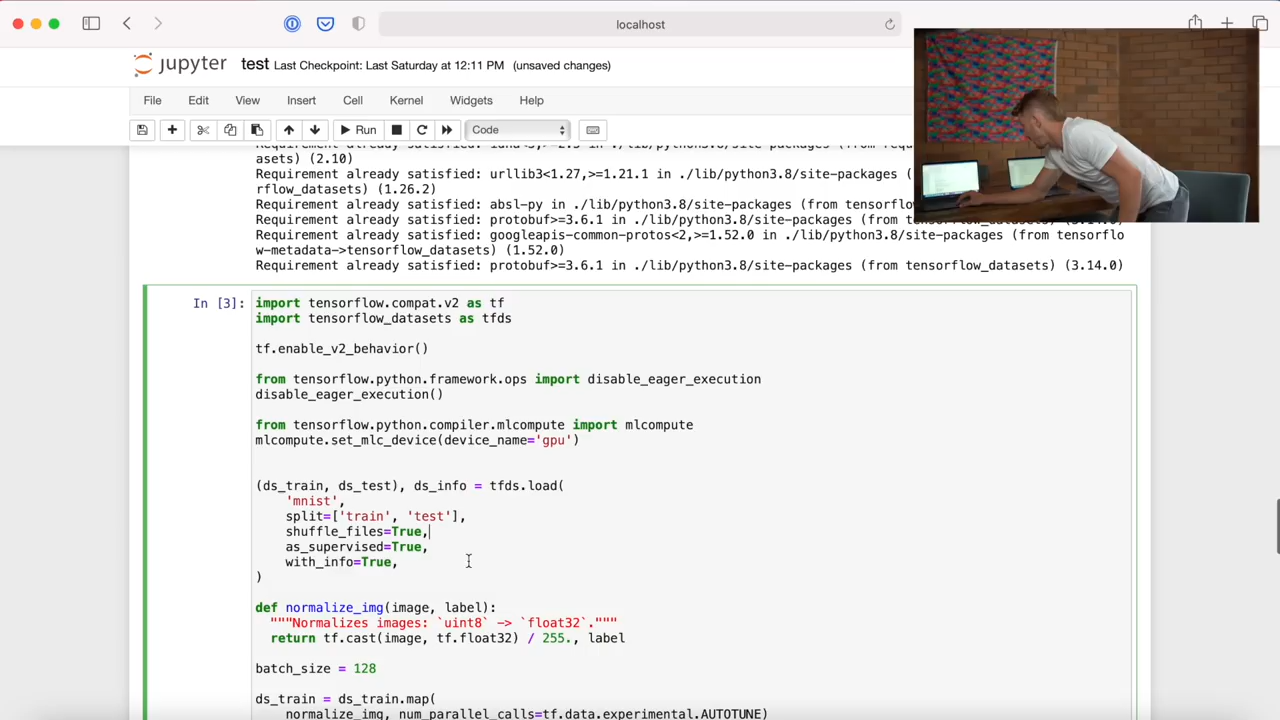 localhost
jupyter test Last Checkpoint: Last Saturday at 12:11 PM (unsaved changes)
File Edit View Insert Cell Kernel Widgets Help
Run Code
asets) (2.10)
Requirement already satisfied: urllib3<1.27,>=1.21.1 in ./lib/python3.8/site-packages (
rflow_datasets) (1.26.2)
Requirement already satisfied: absl-py in ./lib/python3.8/site-packages (from tensorf
Requirement already satisfied: protobuf>=3.6.1 in ./lib/python3.8/site-packages (from
Requirement already satisfied: googleapis-common-protos<2,>=1.52.0 in ./lib/python3.8/site-packages (from tensorflo
w-metadata->tensorflow_datasets) (1.52.0)
Requirement already satisfied: protobuf>=3.6.1 in ./lib/python3.8/site-packages (from tensorflow_datasets) (3.14.0)
In [3]: import tensorflow.compat.v2 as tf
import tensorflow_datasets as tfds
tf.enable_v2_behavior()
from tensorflow.python.framework.ops import disable_eager_execution
disable_eager_execution()
from tensorflow.python.compiler.mlcompute import mlcompute
mlcompute.set_mlc_device(device_name='gpu')
(ds_train, ds_test), ds_info = tfds.load(
'mnist',
split=['train', 'test'],
shuffle_files=True,
as_supervised=True,
with_info=True,
)
def normalize_img(image, label):
"""Normalizes images: `uint8` -> `float32`."""
return tf.cast(image, tf.float32) / 255., label
batch_size = 128
ds_train = ds_train.map(
normalize_img, num_parallel_calls=tf.data.experimental.AUTOTUNE)